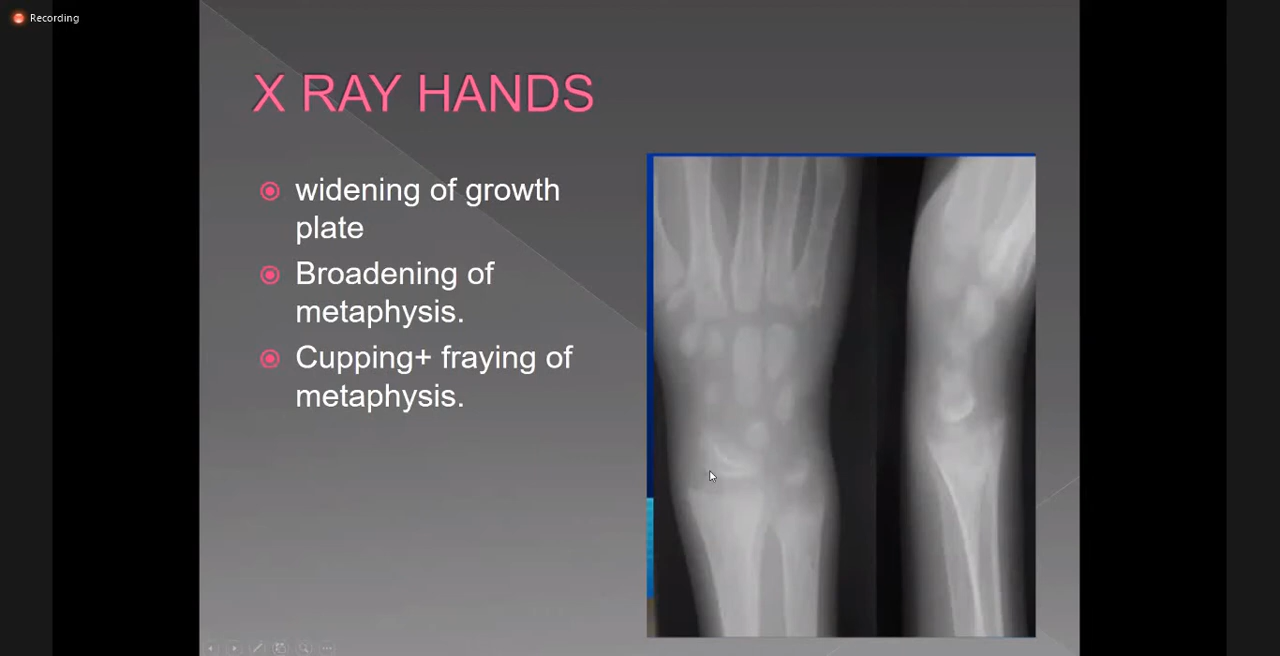 Recording
X RAY HANDS
widening of growth
plate
Broadening of
metaphysis.
Cupping+ fraying of
metaphysis.